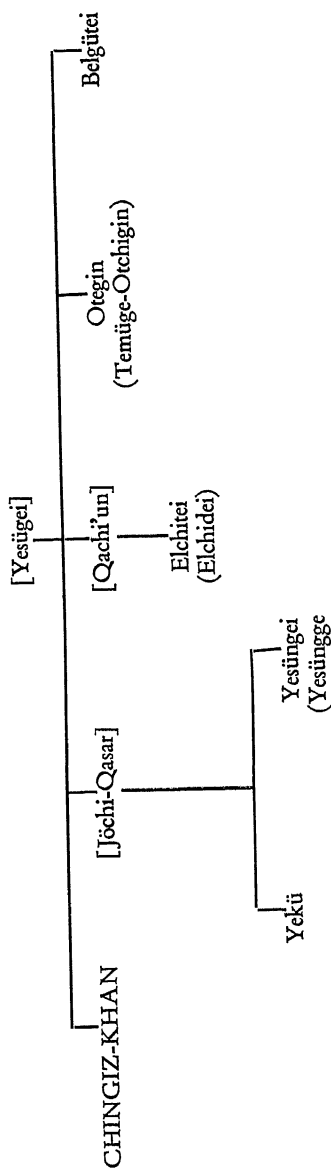 [Yesügei]
CHINGIZ-KHAN
[Jöchi-Qasar]
[Qachi'un]
Otegin
(Temüge-Otchigin)
Belgütei
Elchitei
(Elchidei)
Yekü
Yesüngei
(Yesüngge